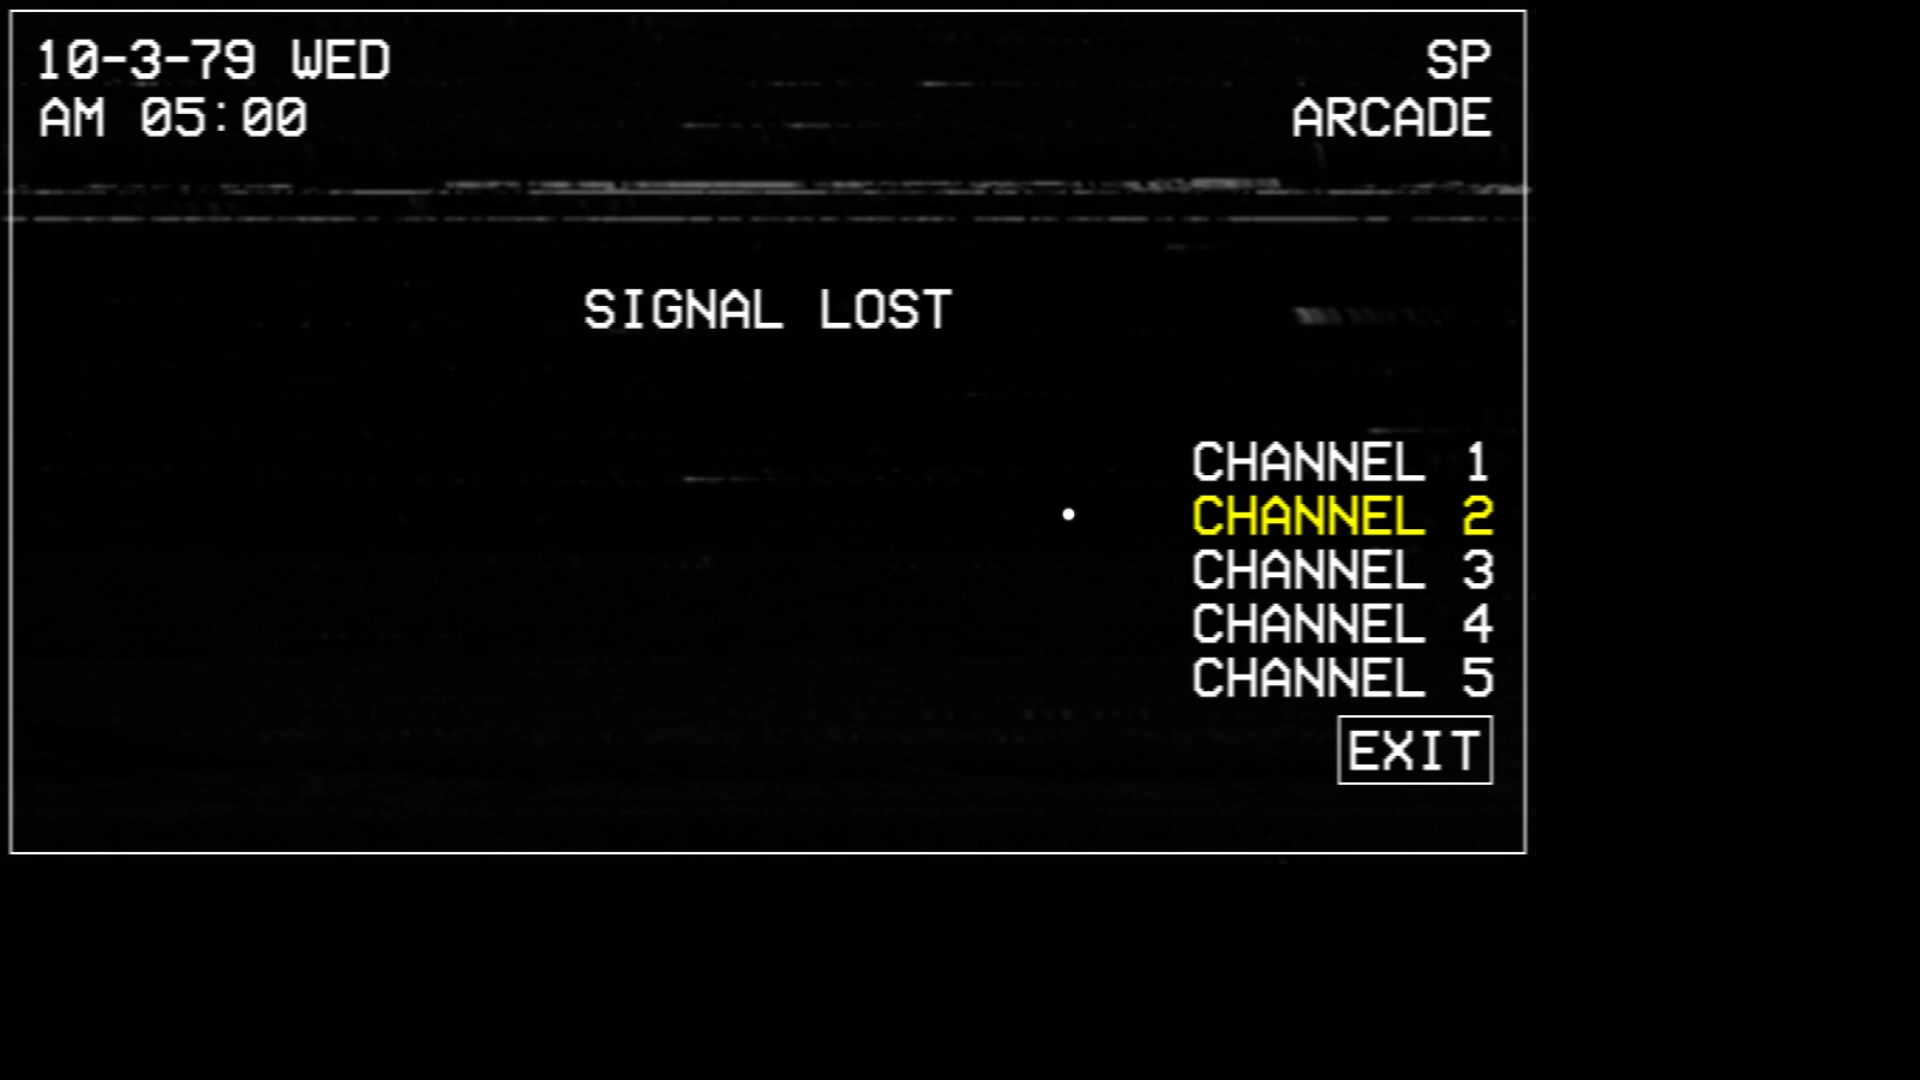 10-3-79 WED
AM 05:00
SP
ARCADE
SIGNAL LOST
CHANNEL 1
CHANNEL 2
CHANNEL 3
CHANNEL 4
CHANNEL 5
EXIT